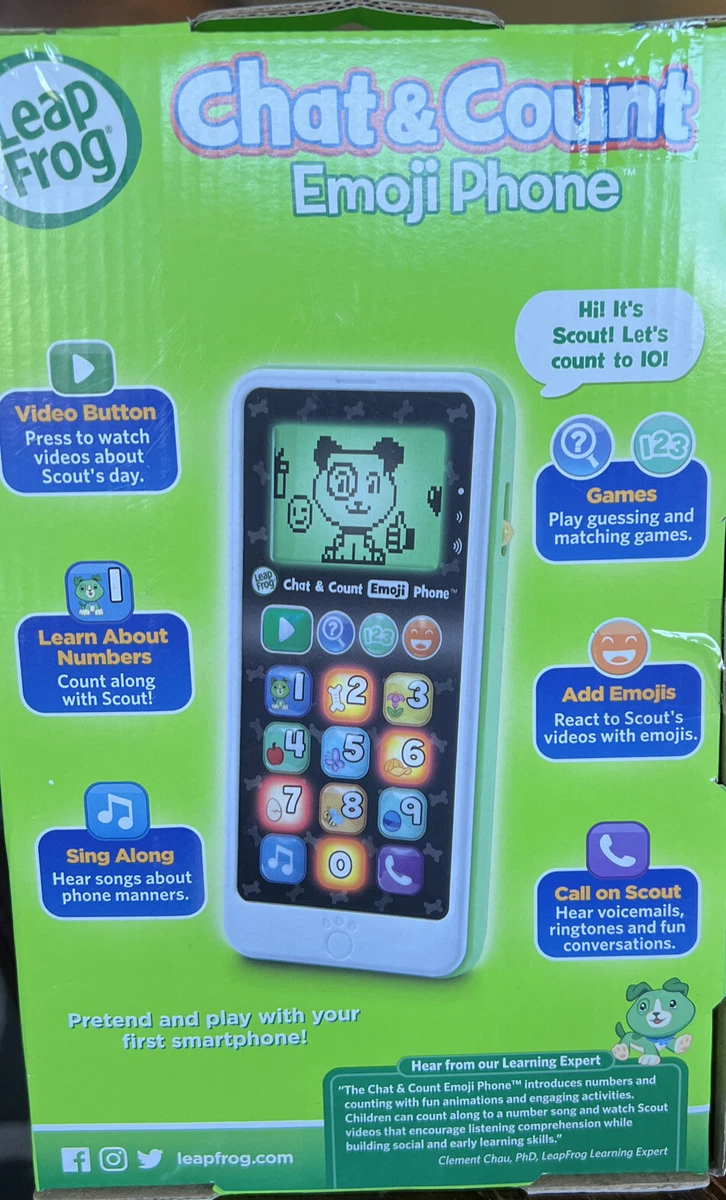 Leap
Frog®
Chat & Count
Emoji Phone™
Hi! It's
Scout! Let's
count to 10!
Video Button
Press to watch
videos about
Scout's day.
123
Games
Play guessing and
matching games.
1
Learn About
Numbers
Count along
with Scout!
Add Emojis
React to Scout's
videos with emojis.
Sing Along
Hear songs about
phone manners.
Call on Scout
Hear voicemails,
ringtones and fun
conversations.
Leap
Frog
Chat & Count Emoji Phone™
? 123
1 2 3
4 5 6
7 8 9
0
Pretend and play with your
first smartphone!
Hear from our Learning Expert
"The Chat & Count Emoji Phone™ introduces numbers and
counting with fun animations and engaging activities.
Children can count along to a number song and watch Scout
videos that encourage listening comprehension while
building social and early learning skills."
Clement Chau, PhD, LeapFrog Learning Expert
leapfrog.com